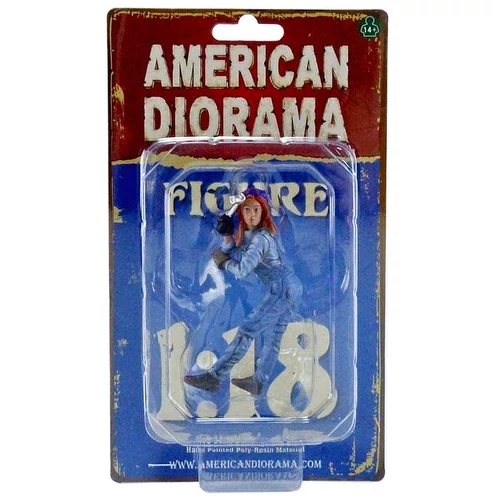 14+
AMERICAN
DIORAMA
FIGURE
1:18
Hand Painted Poly-Resin Material
WWW.AMERICANDIORAMA.COM